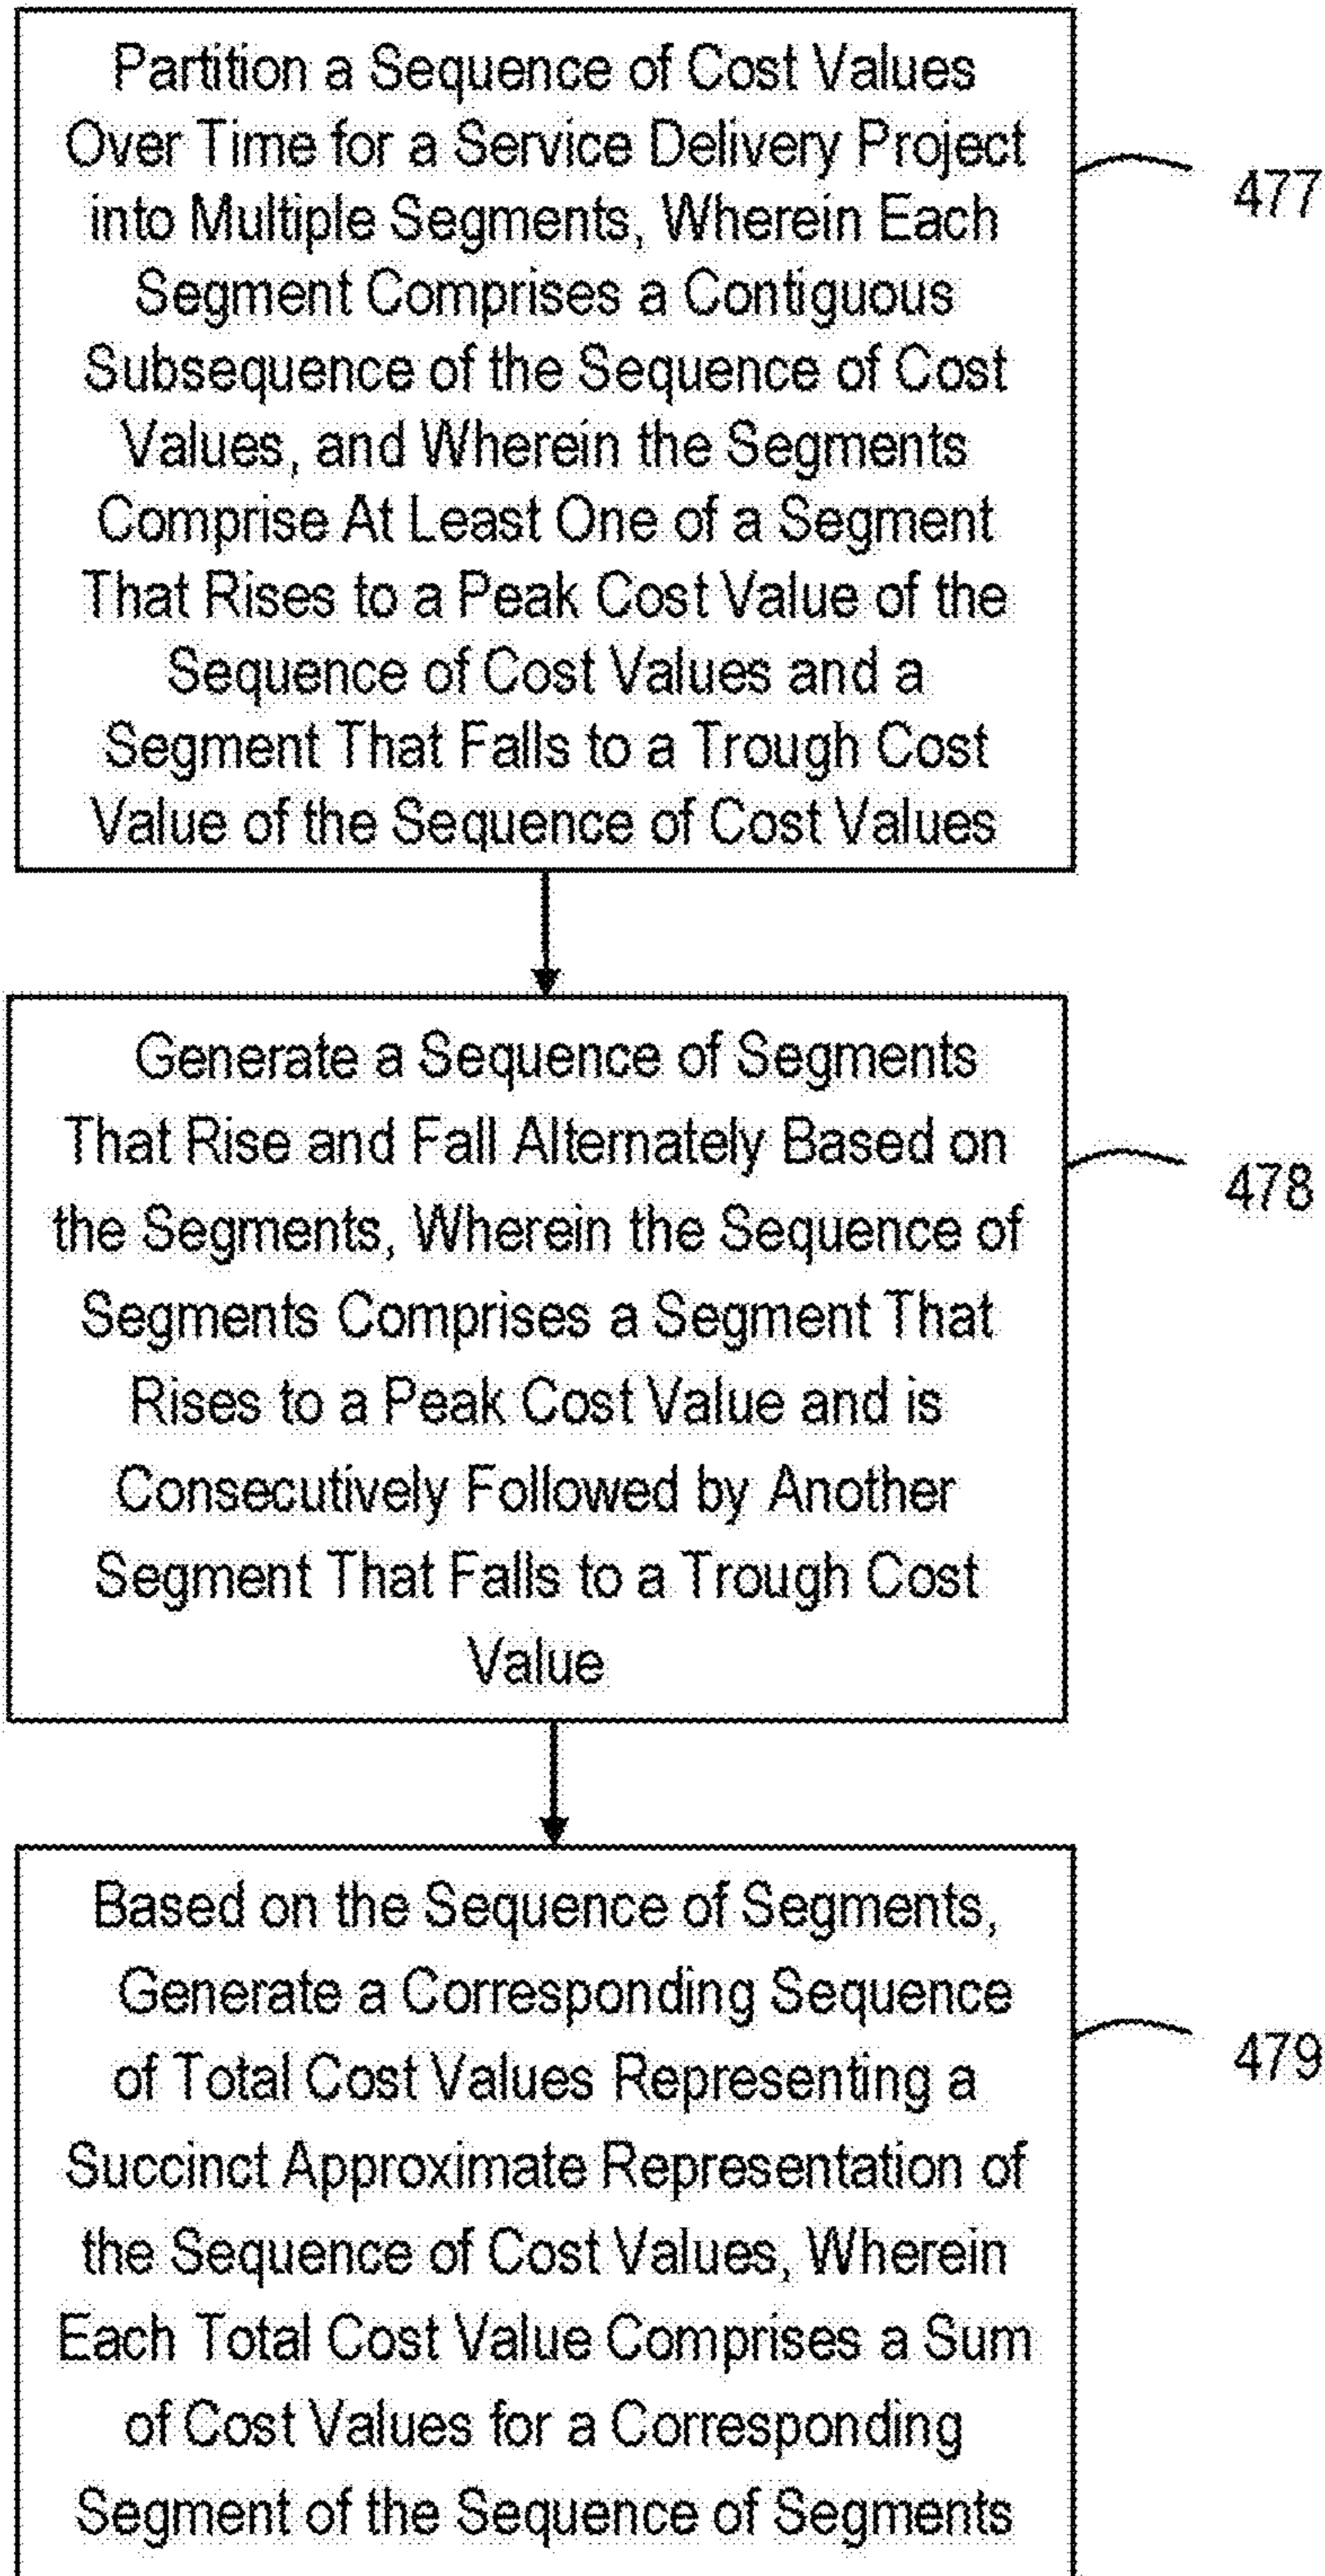 Partition a Sequence of Cost Values
Over Time for a Service Delivery Project
into Multiple Segments, Wherein Each
Segment Comprises a Contiguous
Subsequence of the Sequence of Cost
Values, and Wherein the Segments
Comprise At Least One of a Segment
That Rises to a Peak Cost Value of the
Sequence of Cost Values and a
Segment That Falls to a Trough Cost
Value of the Sequence of Cost Values
477
Generate a Sequence of Segments
That Rise and Fall Alternately Based on
the Segments, Wherein the Sequence of
Segments Comprises a Segment That
Rises to a Peak Cost Value and is
Consecutively Followed by Another
Segment That Falls to a Trough Cost
Value
478
Based on the Sequence of Segments,
Generate a Corresponding Sequence
of Total Cost Values Representing a
Succinct Approximate Representation of
the Sequence of Cost Values, Wherein
Each Total Cost Value Comprises a Sum
of Cost Values for a Corresponding
Segment of the Sequence of Segments
479